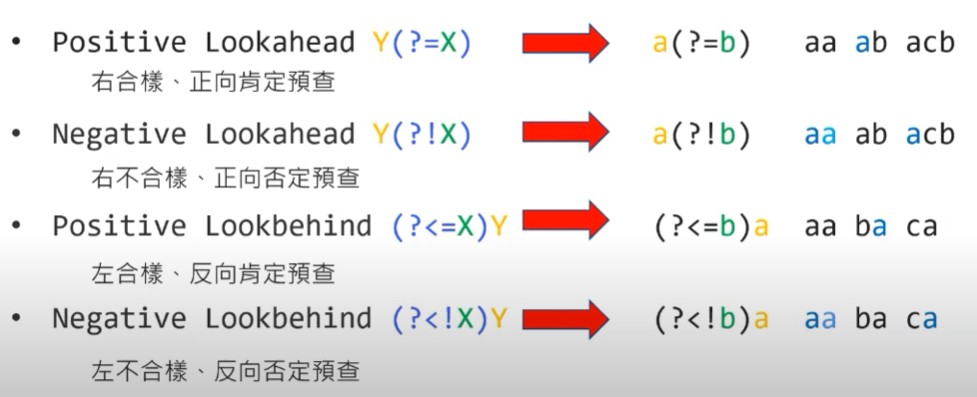 • Positive Lookahead Y(?=X) a(?=b) aa ab acb
右合樣、正向肯定預查
• Negative Lookahead Y(?!X) a(?!b) aa ab acb
右不合樣、正向否定預查
• Positive Lookbehind (?<=X)Y (?<=b)a aa ba ca
左合樣、反向肯定預查
• Negative Lookbehind (?<!X)Y (?<!b)a aa ba ca
左不合樣、反向否定預查